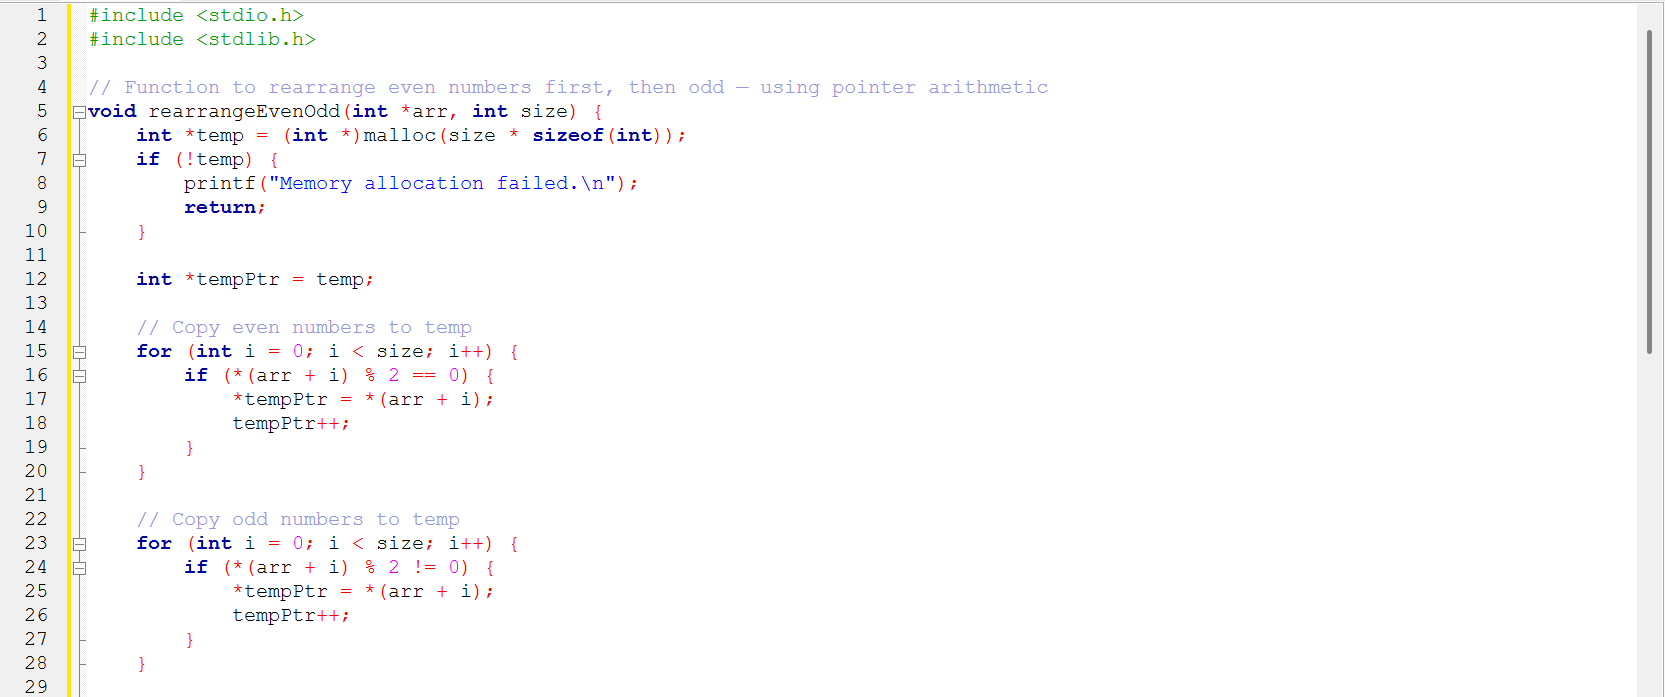 1 #include <stdio.h>
2 #include <stdlib.h>
3
4 // Function to rearrange even numbers first, then odd — using pointer arithmetic
5 void rearrangeEvenOdd(int *arr, int size) {
6     int *temp = (int *)malloc(size * sizeof(int));
7     if (!temp) {
8         printf("Memory allocation failed.\n");
9         return;
10     }
11
12     int *tempPtr = temp;
13
14     // Copy even numbers to temp
15     for (int i = 0; i < size; i++) {
16         if (*(arr + i) % 2 == 0) {
17             *tempPtr = *(arr + i);
18             tempPtr++;
19         }
20     }
21
22     // Copy odd numbers to temp
23     for (int i = 0; i < size; i++) {
24         if (*(arr + i) % 2 != 0) {
25             *tempPtr = *(arr + i);
26             tempPtr++;
27         }
28     }
29